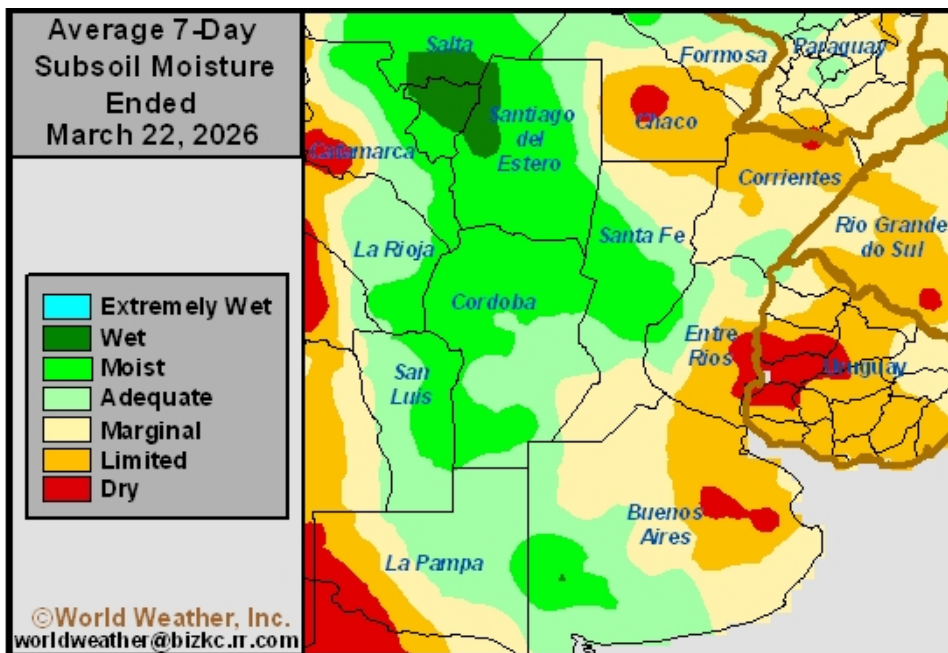 Average 7-Day
Subsoil Moisture
Ended
March 22, 2026
Extremely Wet
Wet
Moist
Adequate
Marginal
Limited
Dry
©World Weather, Inc.
worldweather@bizkc.rr.com
Salta
Formosa
Paraguay
Santiago
del
Estero
Chaco
Catamarca
Corrientes
La Rioja
Santa Fe
Rio Grande
do Sul
Cordoba
Entre
Rios
Uruguay
San
Luis
Buenos
Aires
La Pampa